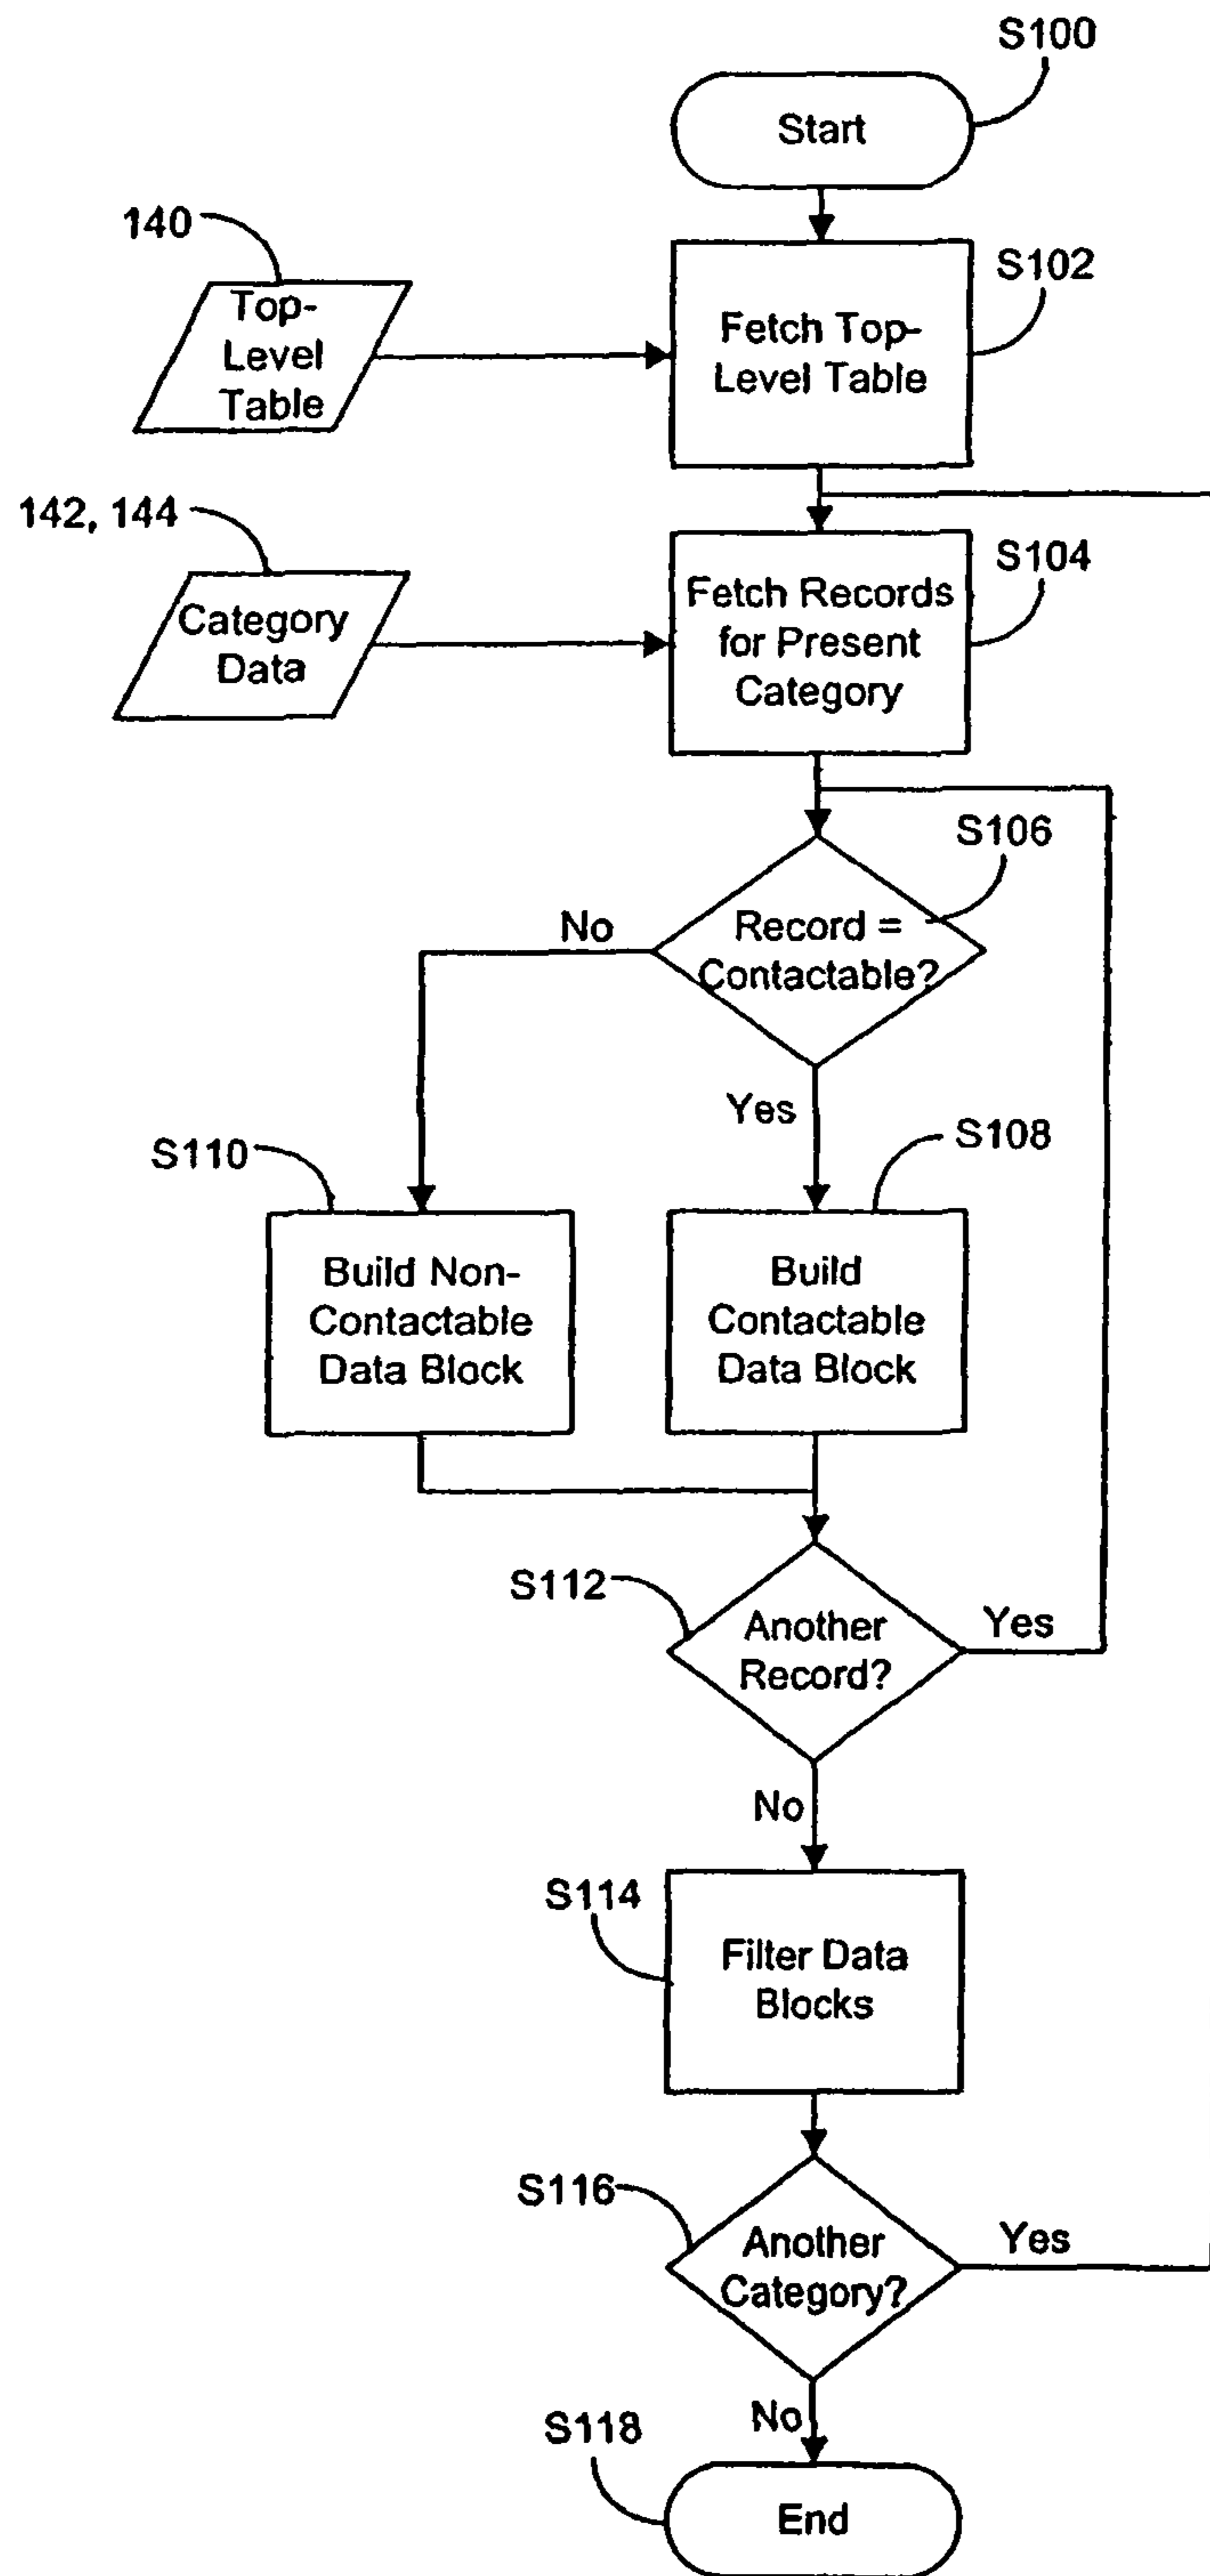 S100
Start
140
Top-
Level
Table
S102
Fetch Top-
Level Table
142, 144
Category
Data
S104
Fetch Records
for Present
Category
S106
Record =
Contactable?
No
Yes
S110
Build Non-
Contactable
Data Block
S108
Build
Contactable
Data Block
S112
Another
Record?
Yes
No
S114
Filter Data
Blocks
S116
Another
Category?
Yes
No
S118
End